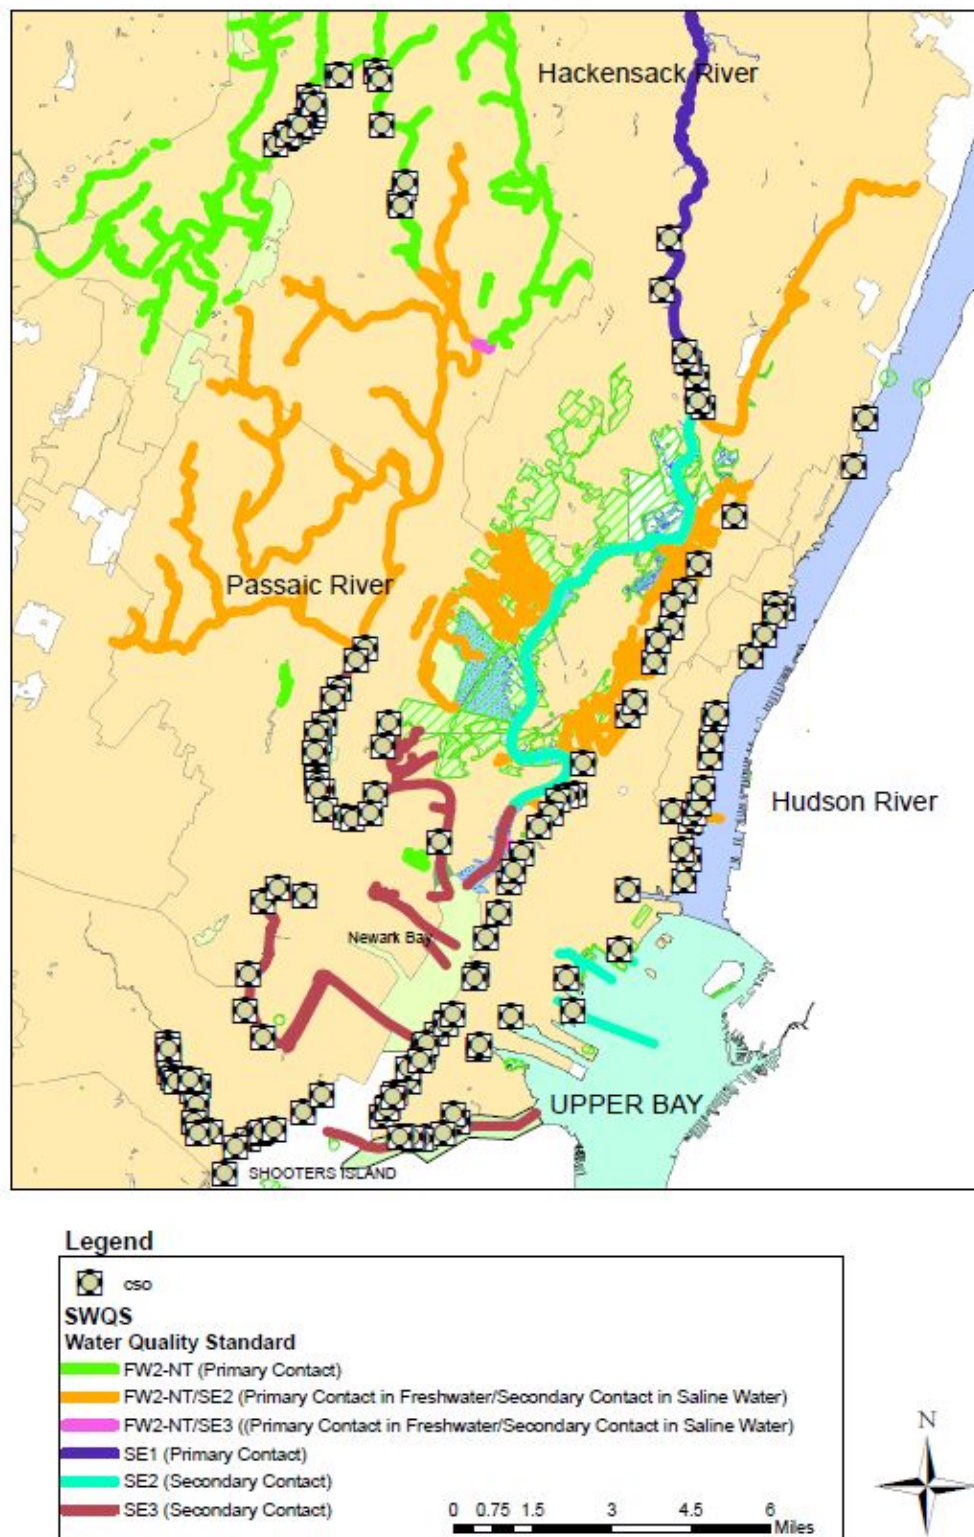 Hackensack River
Passaic River
Hudson River
Newark Bay
UPPER BAY
SHOOTERS ISLAND
Legend
cso
SWQS
Water Quality Standard
FW2-NT (Primary Contact)
FW2-NT/SE2 (Primary Contact in Freshwater/Secondary Contact in Saline Water)
FW2-NT/SE3 ((Primary Contact in Freshwater/Secondary Contact in Saline Water)
SE1 (Primary Contact)
SE2 (Secondary Contact)
SE3 (Secondary Contact)
0 0.75 1.5 3 4.5 6
Miles
N